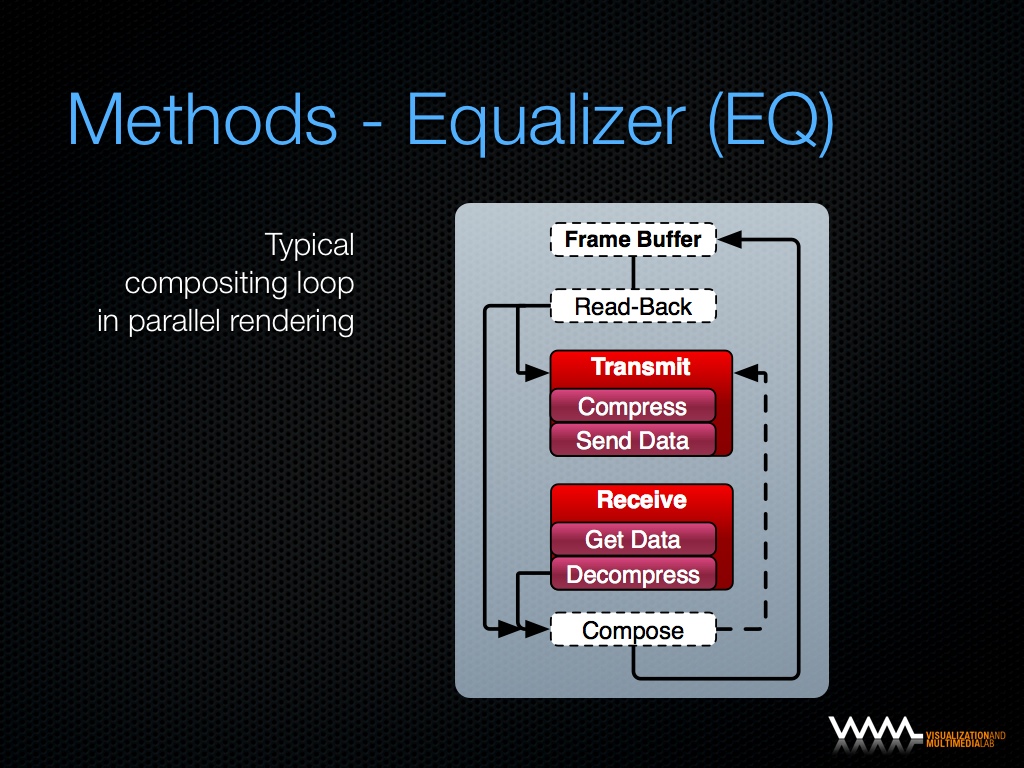 Methods - Equalizer (EQ)
Typical
compositing loop
in parallel rendering
Frame Buffer
Read-Back
Transmit
Compress
Send Data
Receive
Get Data
Decompress
Compose
VISUALIZATIONAND
MULTIMEDIALAB